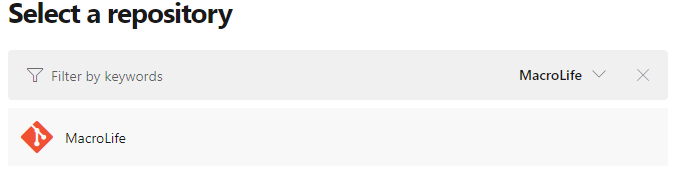 Select a repository
Filter by keywords MacroLife
MacroLife